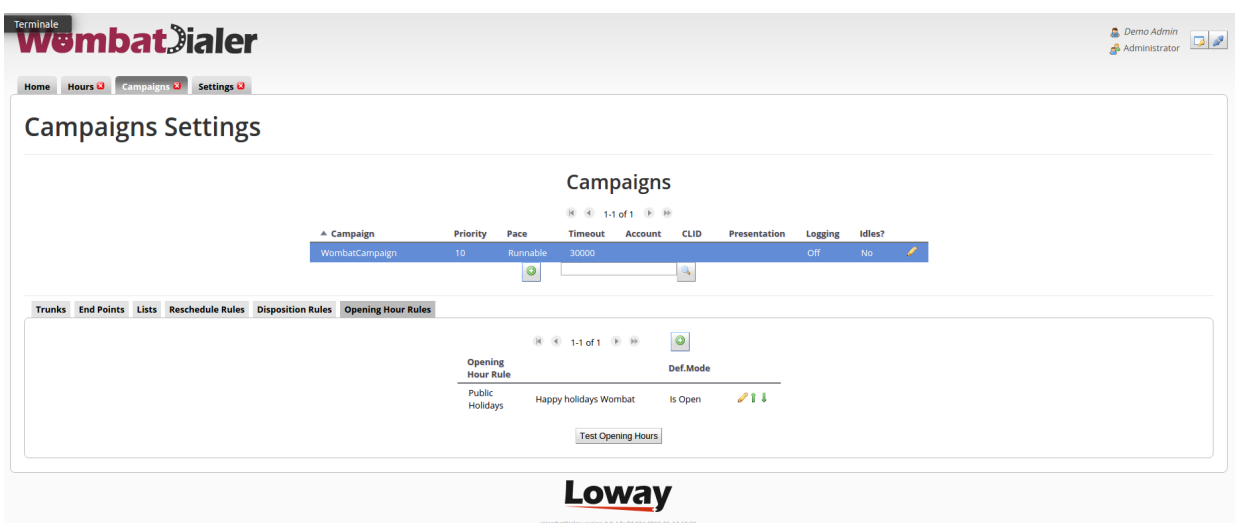 Terminale
WombatDialer
Demo Admin
Administrator
Home Hours Campaigns Settings
Campaigns Settings
Campaigns
1-1 of 1
Campaign Priority Pace Timeout Account CLID Presentation Logging Idles?
WombatCampaign 10 Runnable 30000 Off No
Trunks End Points Lists Reschedule Rules Disposition Rules Opening Hour Rules
1-1 of 1
Opening
Hour Rule Def.Mode
Public
Holidays Happy holidays Wombat Is Open
Test Opening Hours
Loway